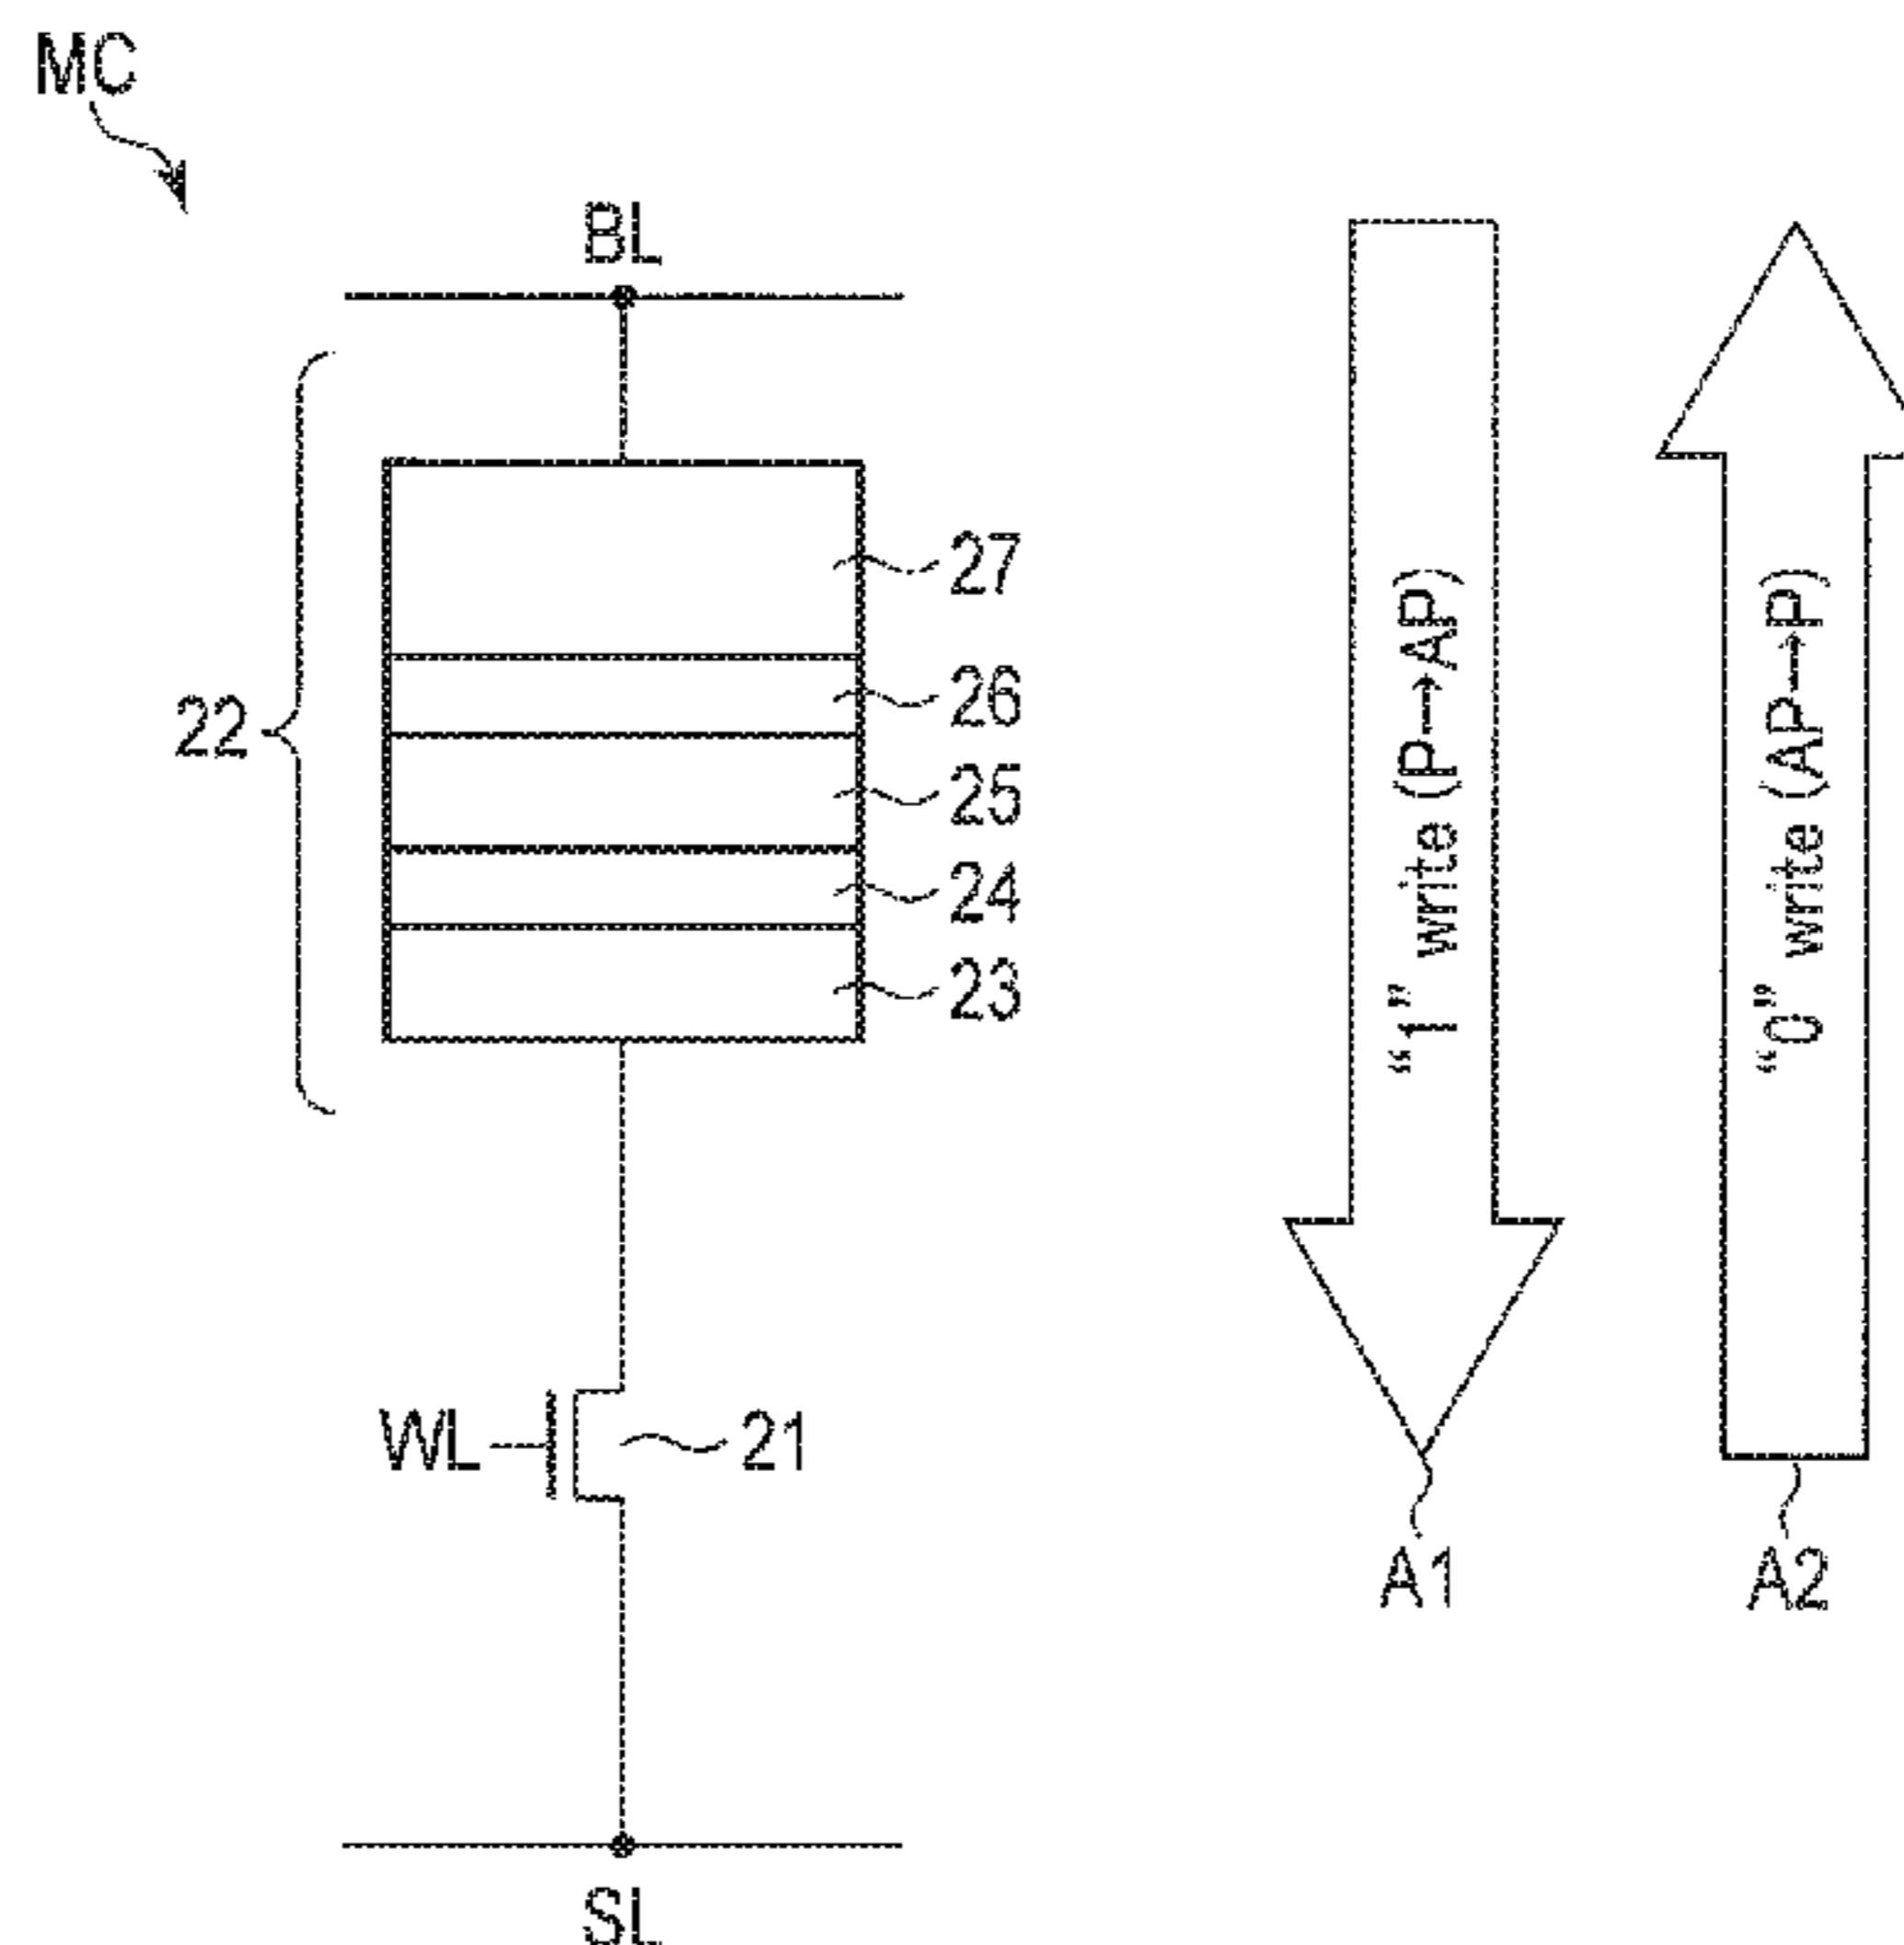 MC
BL
27
26
22
25
24
23
“1” write (P→AP)
“0” write (AP→P)
WL
21
A1
A2
SL